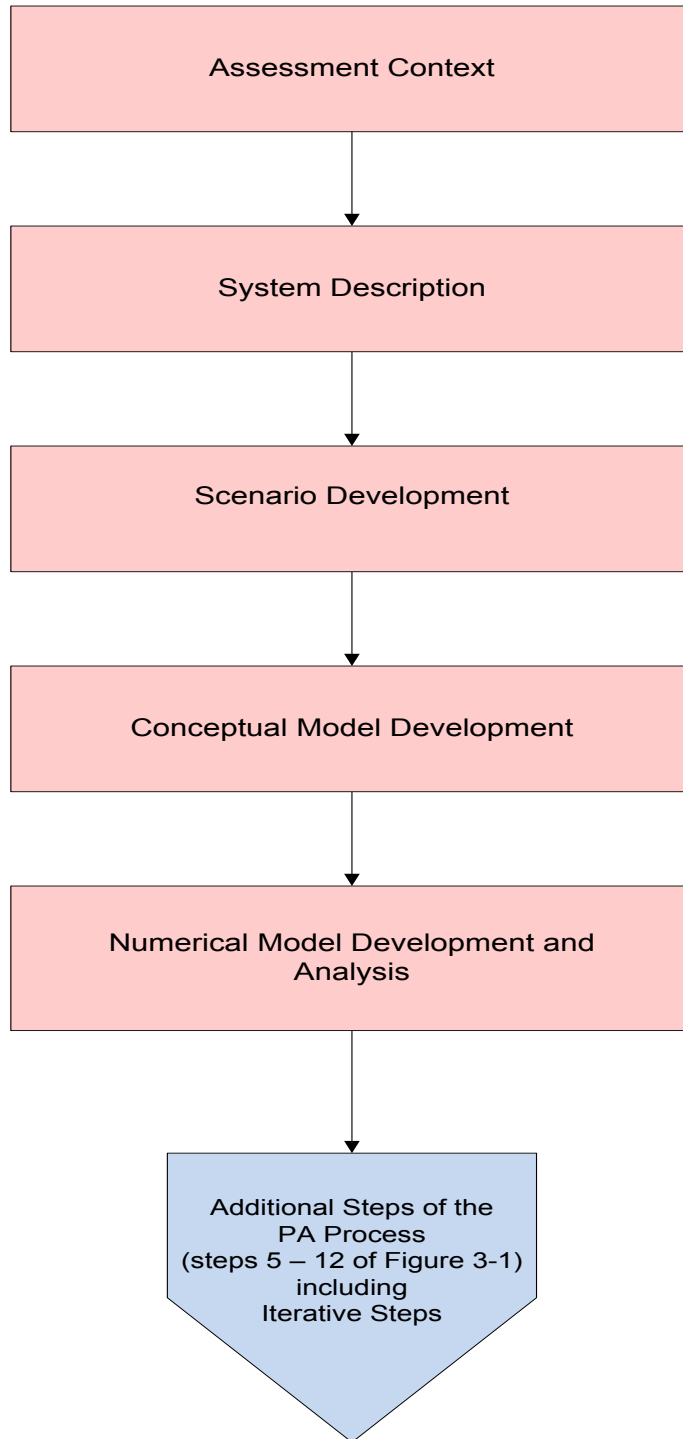 Assessment Context
System Description
Scenario Development
Conceptual Model Development
Numerical Model Development and
Analysis
Additional Steps of the
PA Process
(steps 5 – 12 of Figure 3-1)
including
Iterative Steps